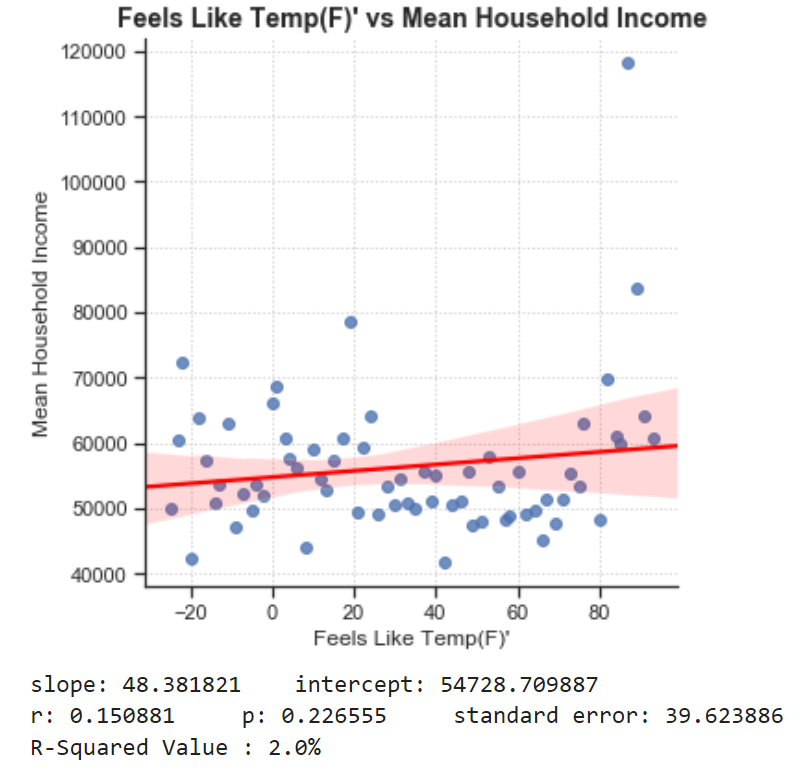 Feels Like Temp(F)' vs Mean Household Income
120000
110000
100000
90000
80000
70000
60000
50000
40000
Mean Household Income
−20 0 20 40 60 80
Feels Like Temp(F)'
slope: 48.381821 intercept: 54728.709887
r: 0.150881 p: 0.226555 standard error: 39.623886
R-Squared Value : 2.0%